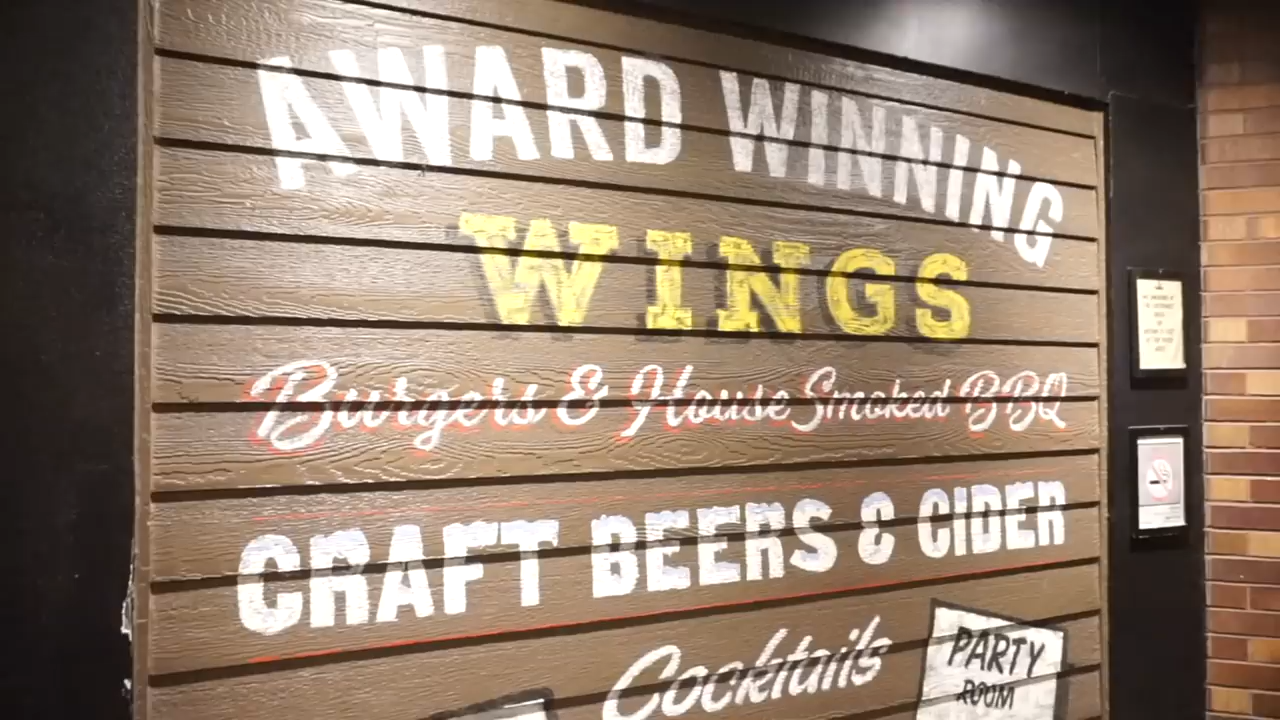 AWARD WINNING
WINGS
Burgers & House Smoked BBQ
CRAFT BEERS & CIDER
Cocktails
PARTY
ROOM